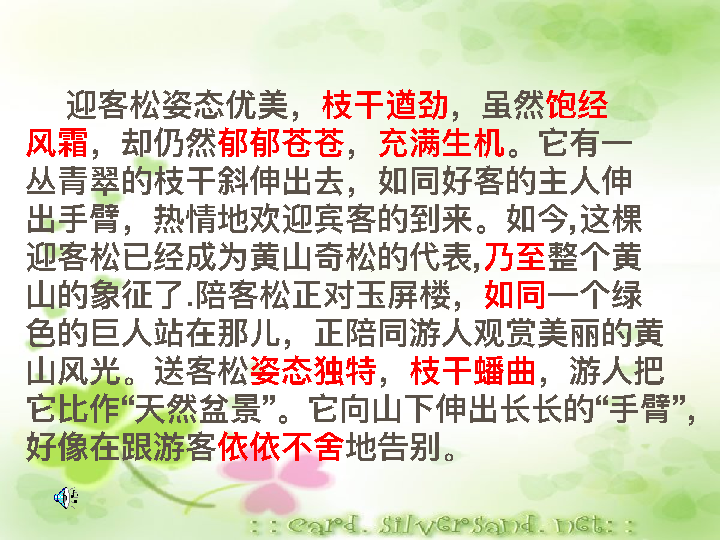 迎客松姿态优美，枝干遒劲，虽然饱经
风霜，却仍然郁郁苍苍，充满生机。它有一
丛青翠的枝干斜伸出去，如同好客的主人伸
出手臂，热情地欢迎宾客的到来。如今,这棵
迎客松已经成为黄山奇松的代表,乃至整个黄
山的象征了.陪客松正对玉屏楼，如同一个绿
色的巨人站在那儿，正陪同游人观赏美丽的黄
山风光。送客松姿态独特，枝干蟠曲，游人把
它比作“天然盆景”。它向山下伸出长长的“手臂”,
好像在跟游客依依不舍地告别。
::card.silversand.net::